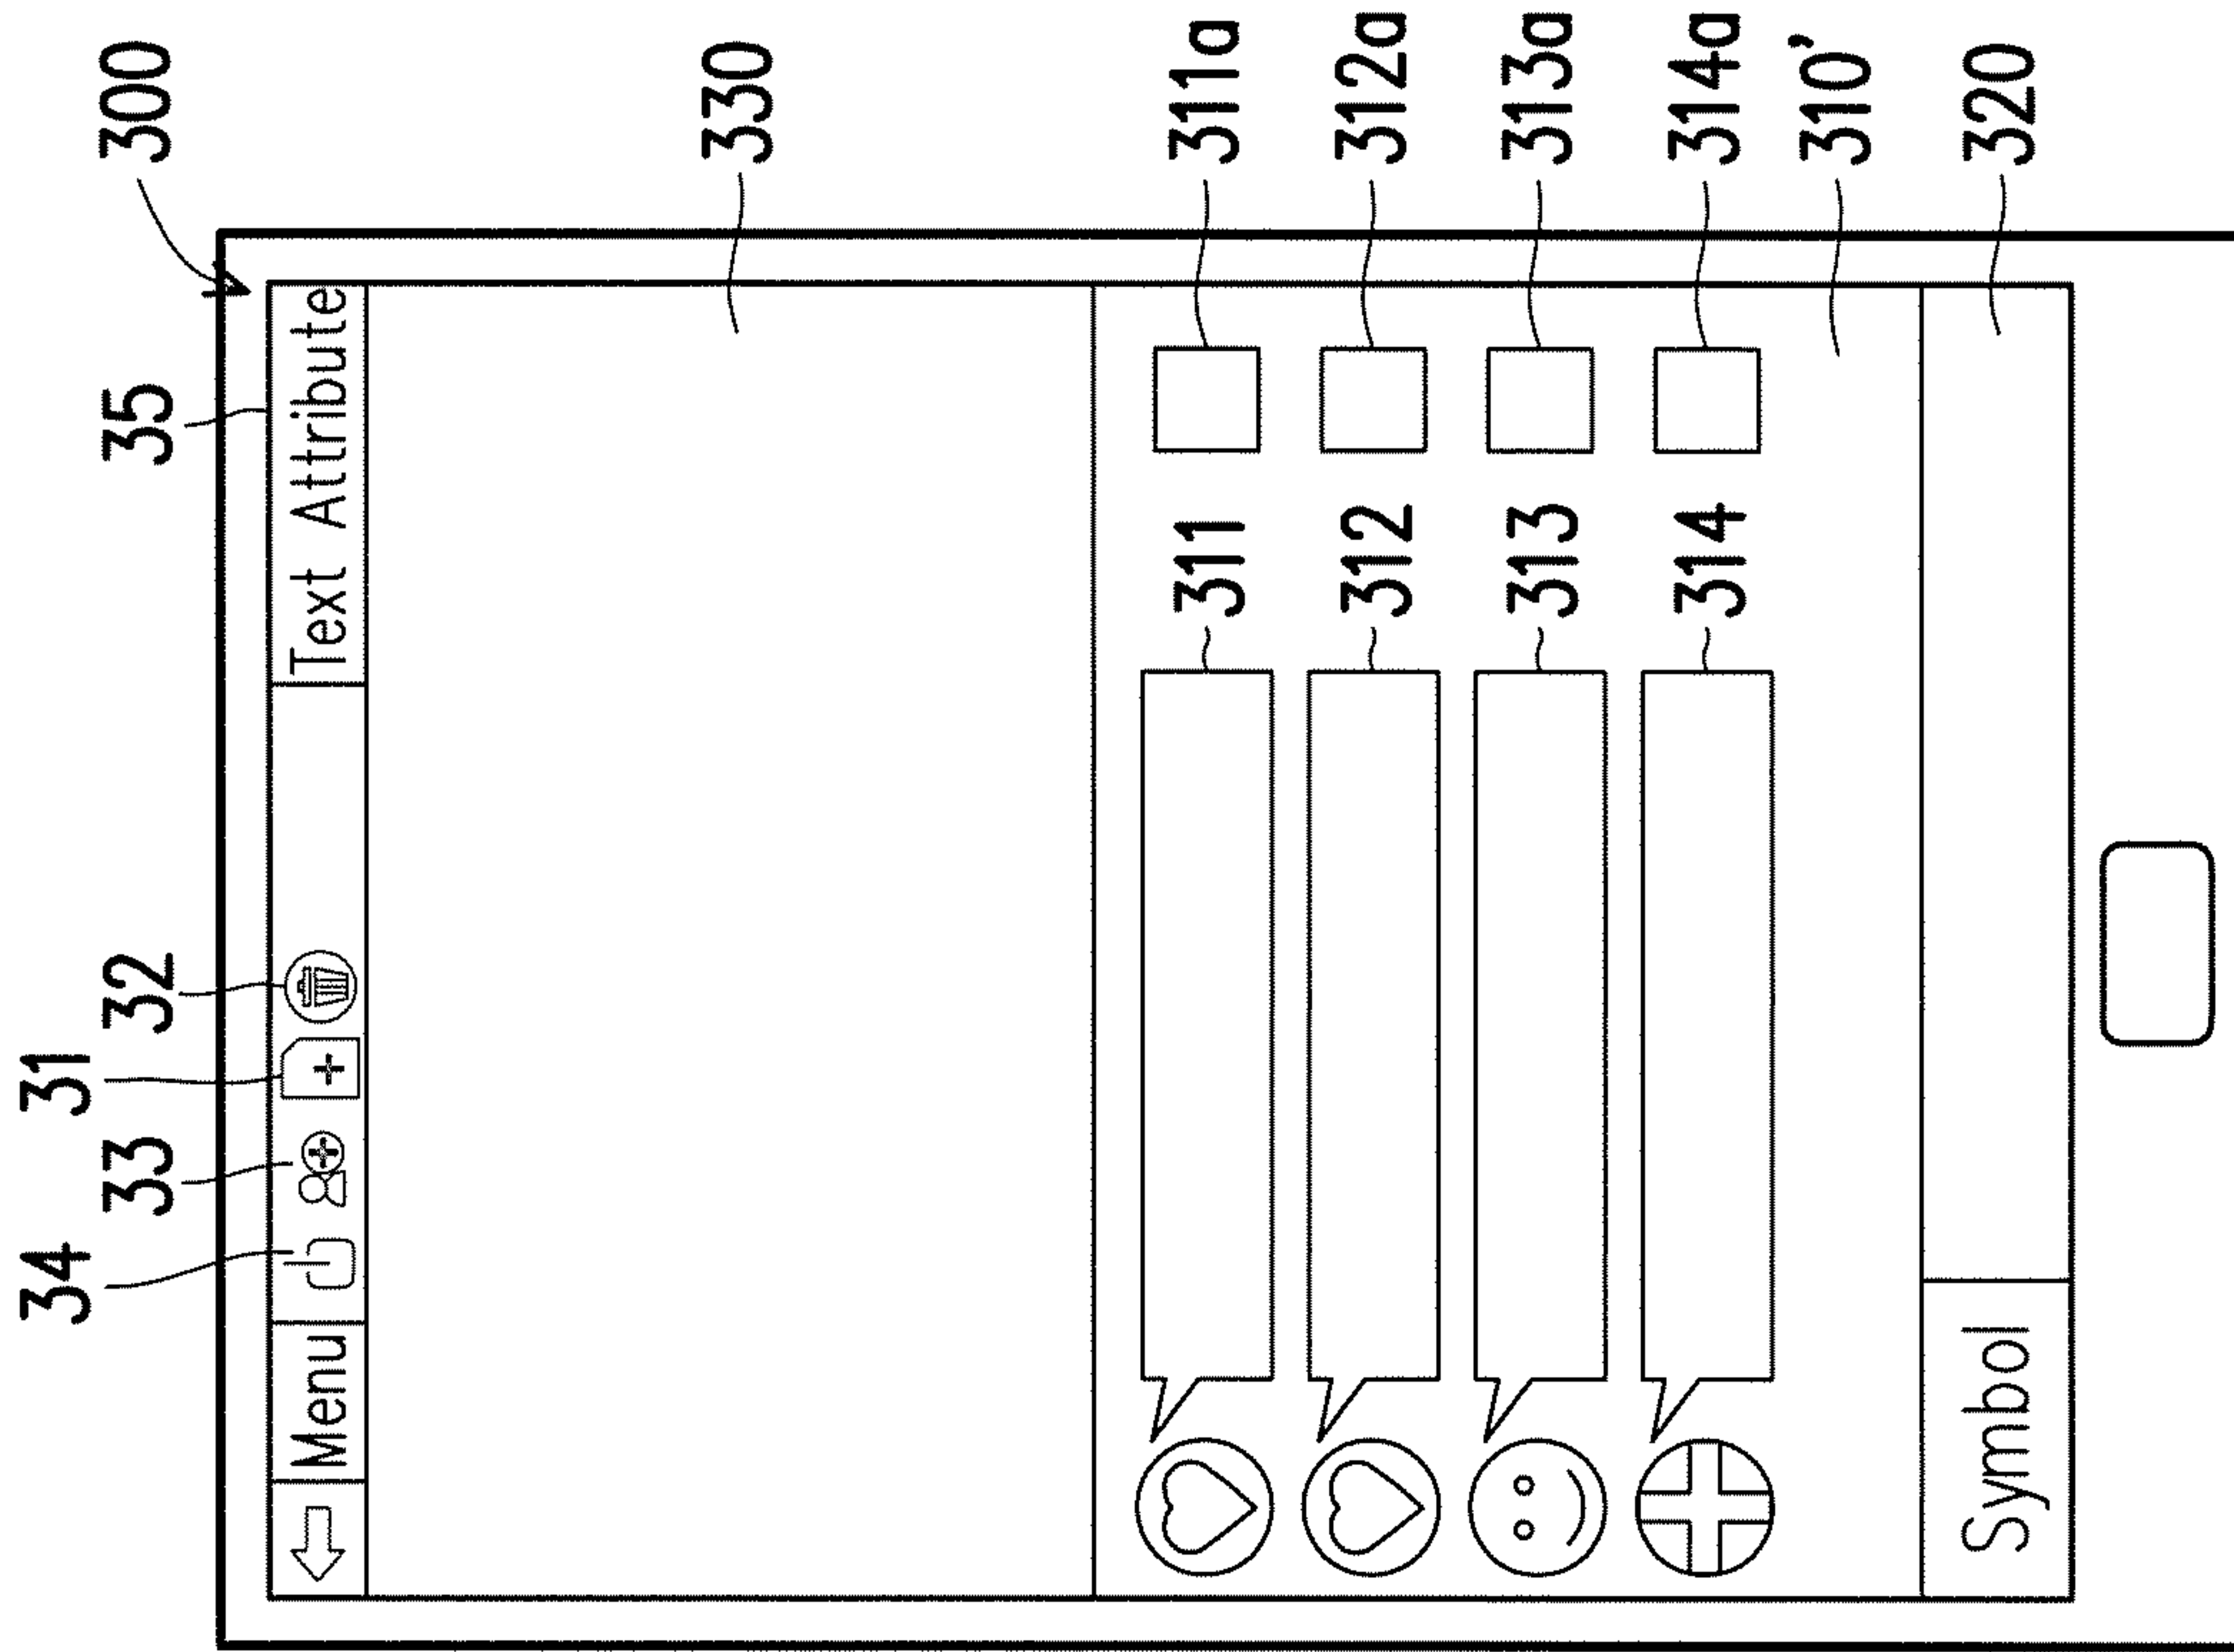 34 31
33 32 35 300
Menu Text Attribute
330
311 311a
312 312a
313 313a
314 314a
310'
Symbol 320